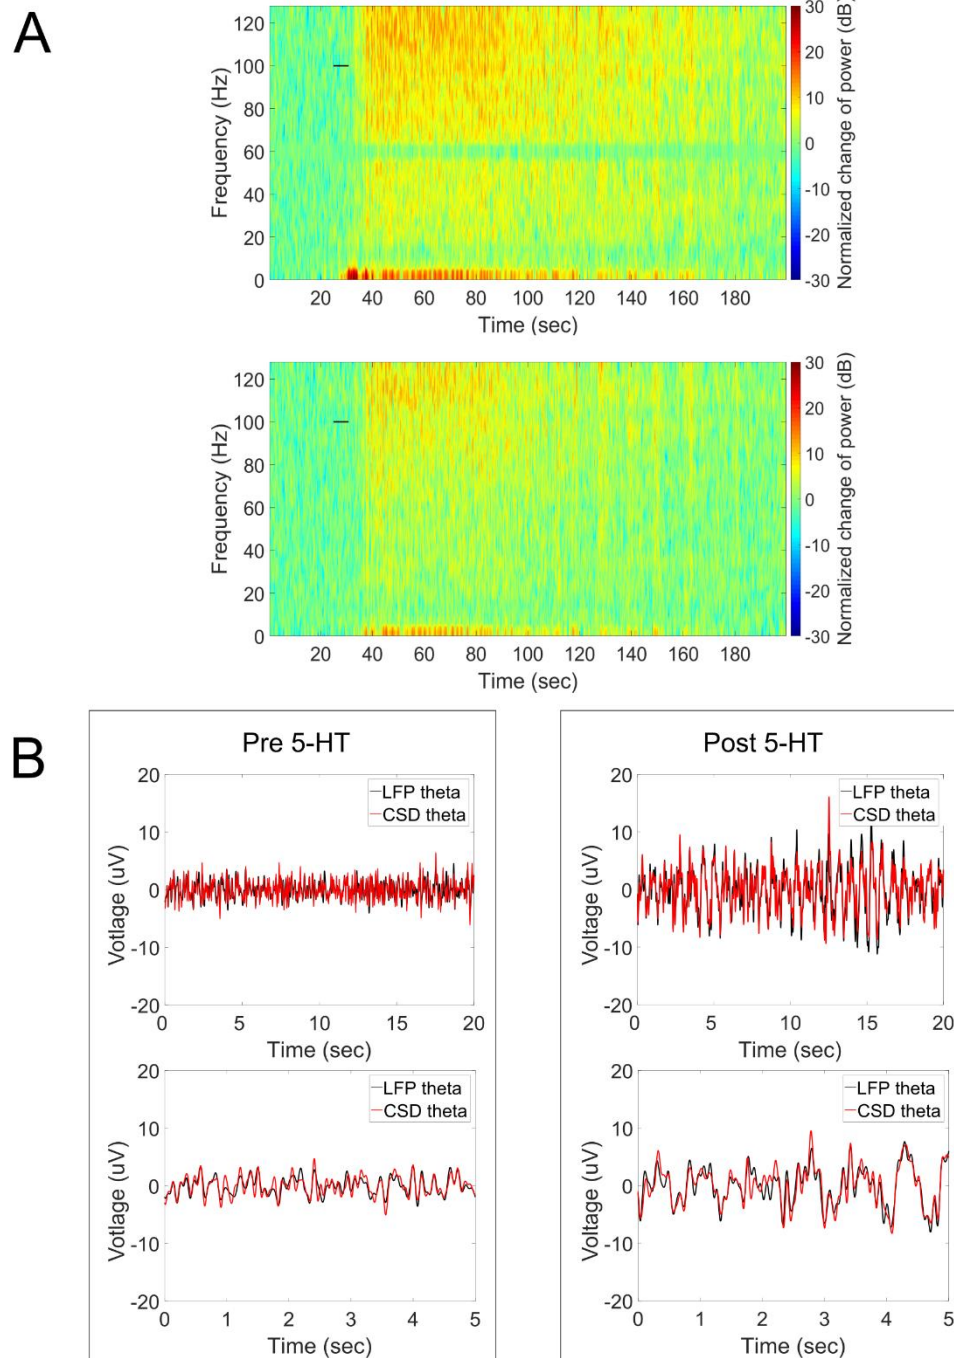 A
Frequency (Hz)
120
100
80
60
40
20
0
20 40 60 80 100 120 140 160 180
Time (sec)
30
20
10
0
-10
-20
-30
Normalized change of power (dB)
Frequency (Hz)
120
100
80
60
40
20
0
20 40 60 80 100 120 140 160 180
Time (sec)
30
20
10
0
-10
-20
-30
Normalized change of power (dB)
B
Pre 5-HT
Votlage (uV)
20
10
0
-10
-20
LFP theta
CSD theta
0 5 10 15 20
Time (sec)
Votlage (uV)
20
10
0
-10
-20
LFP theta
CSD theta
0 1 2 3 4 5
Time (sec)
Post 5-HT
Voltage (uV)
20
10
0
-10
-20
LFP theta
CSD theta
0 5 10 15 20
Time (sec)
Voltage (uV)
20
10
0
-10
-20
LFP theta
CSD theta
0 1 2 3 4 5
Time (sec)